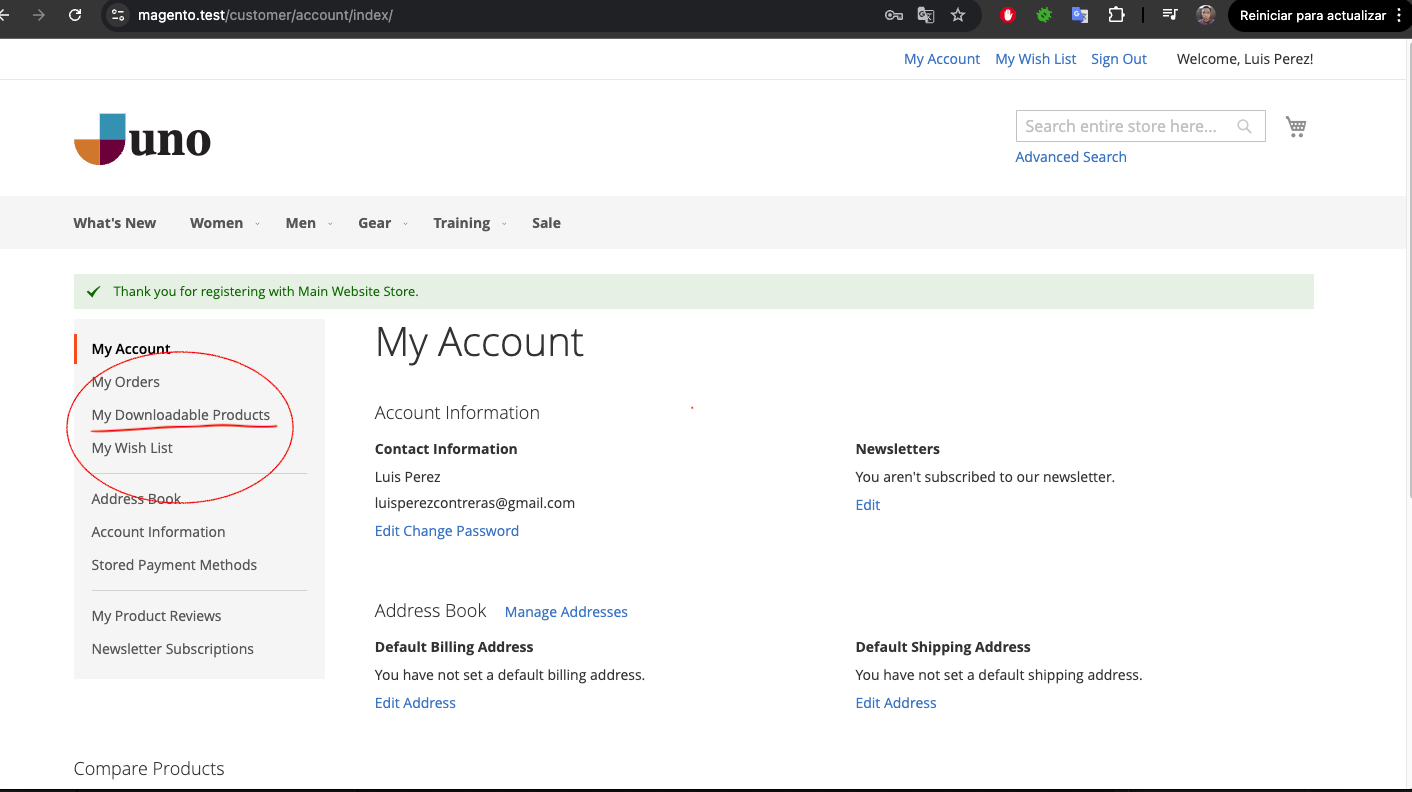 magento.test/customer/account/index/
Reiniciar para actualizar
My Account My Wish List Sign Out Welcome, Luis Perez!
uno
Search entire store here...
Advanced Search
What's New Women Men Gear Training Sale
Thank you for registering with Main Website Store.
My Account
My Orders
My Downloadable Products
My Wish List
Address Book
Account Information
Stored Payment Methods
My Product Reviews
Newsletter Subscriptions
My Account
Account Information
Contact Information
Luis Perez
luisperezcontreras@gmail.com
Edit Change Password
Newsletters
You aren't subscribed to our newsletter.
Edit
Address Book Manage Addresses
Default Billing Address
You have not set a default billing address.
Edit Address
Default Shipping Address
You have not set a default shipping address.
Edit Address
Compare Products